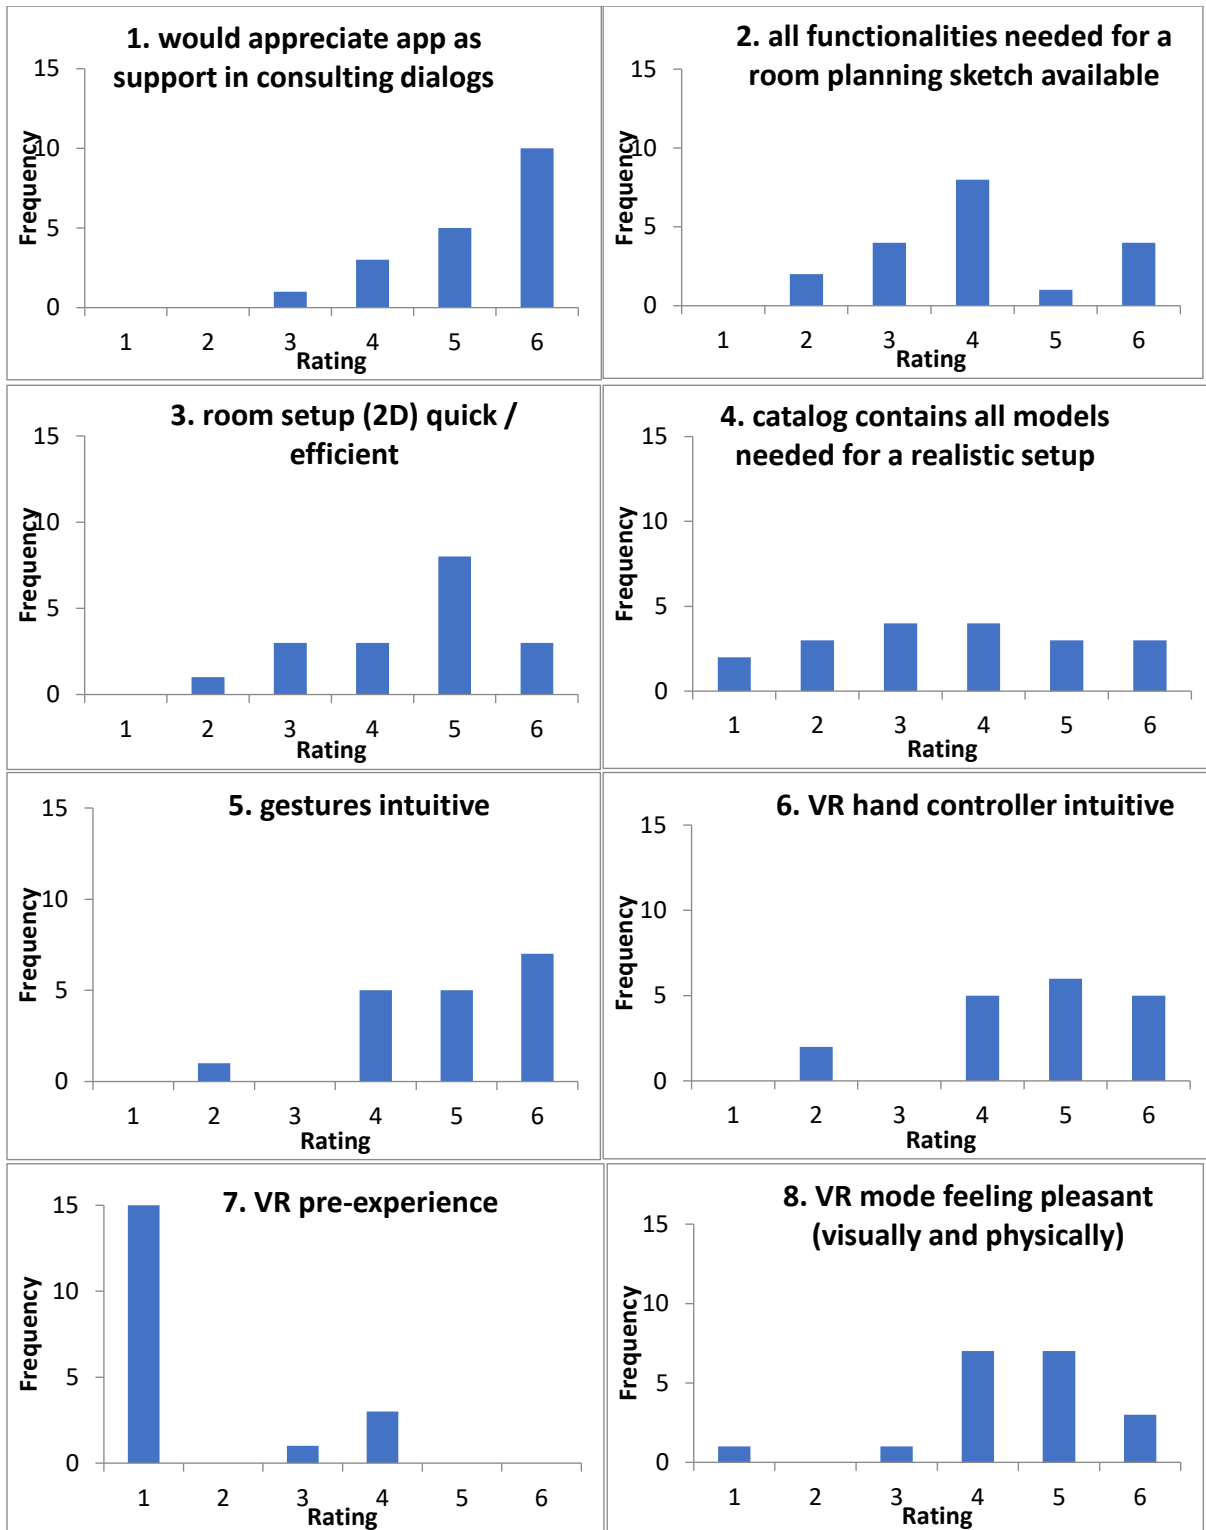 1. would appreciate app as
support in consulting dialogs
15
10
5
0
Frequency
1 2 3 4 5 6
Rating
2. all functionalities needed for a
room planning sketch available
15
10
5
0
Frequency
1 2 3 4 5 6
Rating
3. room setup (2D) quick /
efficient
15
10
5
0
Frequency
1 2 3 4 5 6
Rating
4. catalog contains all models
needed for a realistic setup
15
10
5
0
Frequency
1 2 3 4 5 6
Rating
5. gestures intuitive
15
10
5
0
Frequency
1 2 3 4 5 6
Rating
6. VR hand controller intuitive
15
10
5
0
Frequency
1 2 3 4 5 6
Rating
7. VR pre-experience
15
10
5
0
Frequency
1 2 3 4 5 6
Rating
8. VR mode feeling pleasant
(visually and physically)
15
10
5
0
Frequency
1 2 3 4 5 6
Rating